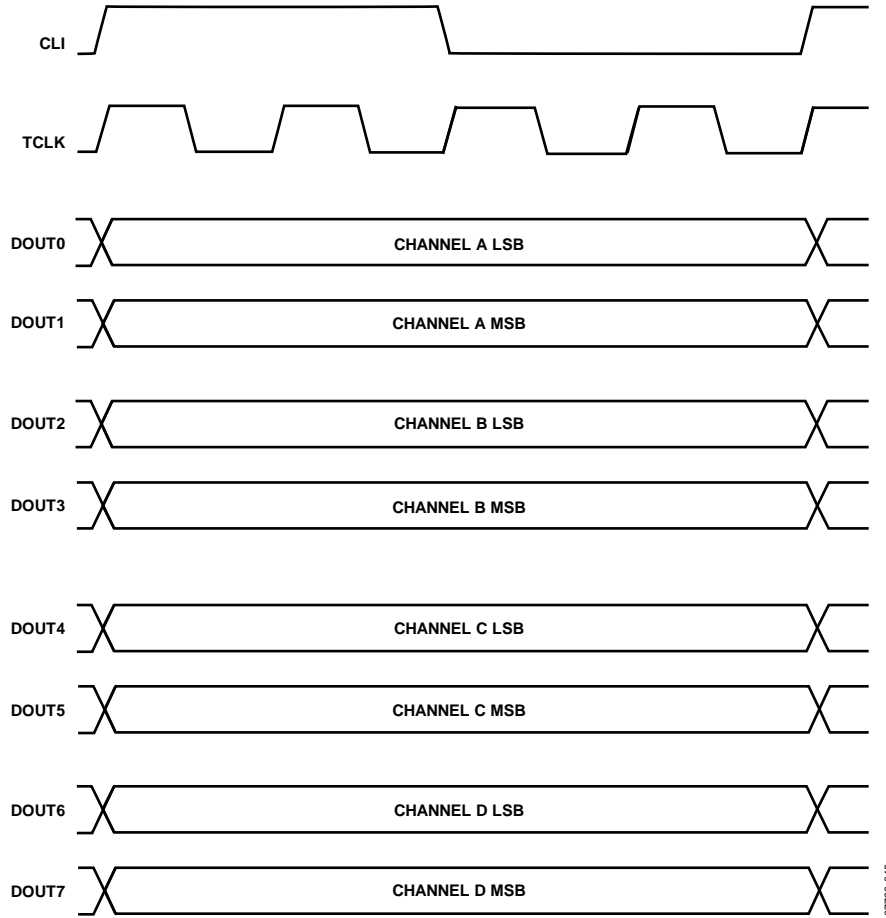 CLI
TCLK
DOUT0 CHANNEL A LSB
DOUT1 CHANNEL A MSB
DOUT2 CHANNEL B LSB
DOUT3 CHANNEL B MSB
DOUT4 CHANNEL C LSB
DOUT5 CHANNEL C MSB
DOUT6 CHANNEL D LSB
DOUT7 CHANNEL D MSB